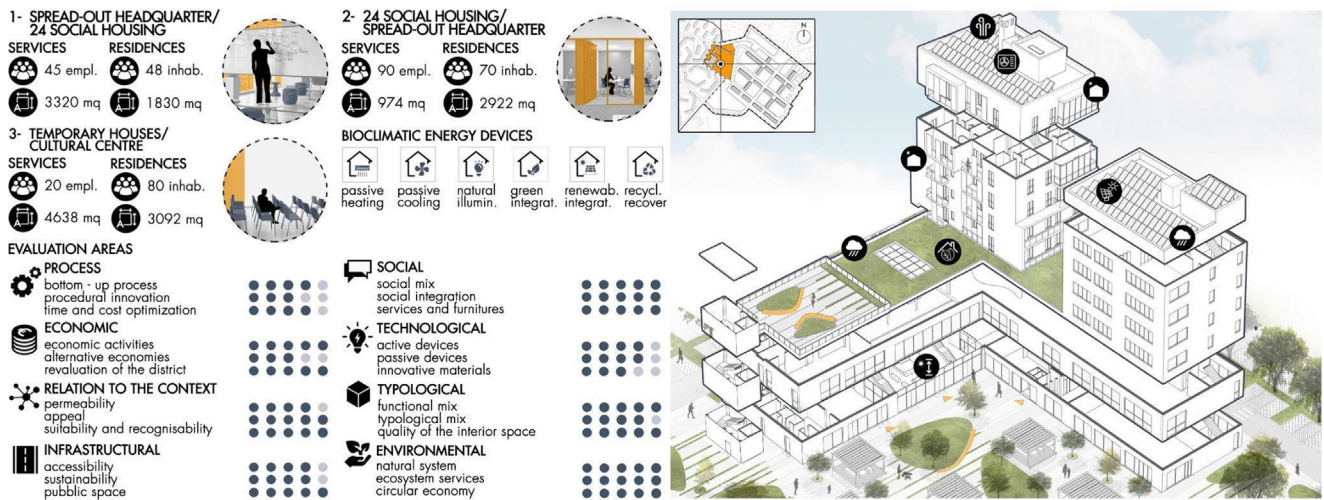 1- SPREAD-OUT HEADQUARTER/
24 SOCIAL HOUSING
SERVICES RESIDENCES
45 empl. 48 inhab.
3320 mq 1830 mq
2- 24 SOCIAL HOUSING/
SPREAD-OUT HEADQUARTER
SERVICES RESIDENCES
90 empl. 70 inhab.
974 mq 2922 mq
3- TEMPORARY HOUSES/
CULTURAL CENTRE
SERVICES RESIDENCES
20 empl. 80 inhab.
4638 mq 3092 mq
BIOCLIMATIC ENERGY DEVICES
passive heating
passive cooling
natural illumin.
green integrat.
renewab. integrat.
recycl. recover
EVALUATION AREAS
PROCESS
bottom - up process
procedural innovation
time and cost optimization
ECONOMIC
economic activities
alternative economies
revaluation of the district
RELATION TO THE CONTEXT
permeability
appeal
suitability and recognisability
INFRASTRUCTURAL
accessibility
sustainability
pubblic space
SOCIAL
social mix
social integration
services and furnitures
TECHNOLOGICAL
active devices
passive devices
innovative materials
TYPOLOGICAL
functional mix
typological mix
quality of the interior space
ENVIRONMENTAL
natural system
ecosystem services
circular economy
N